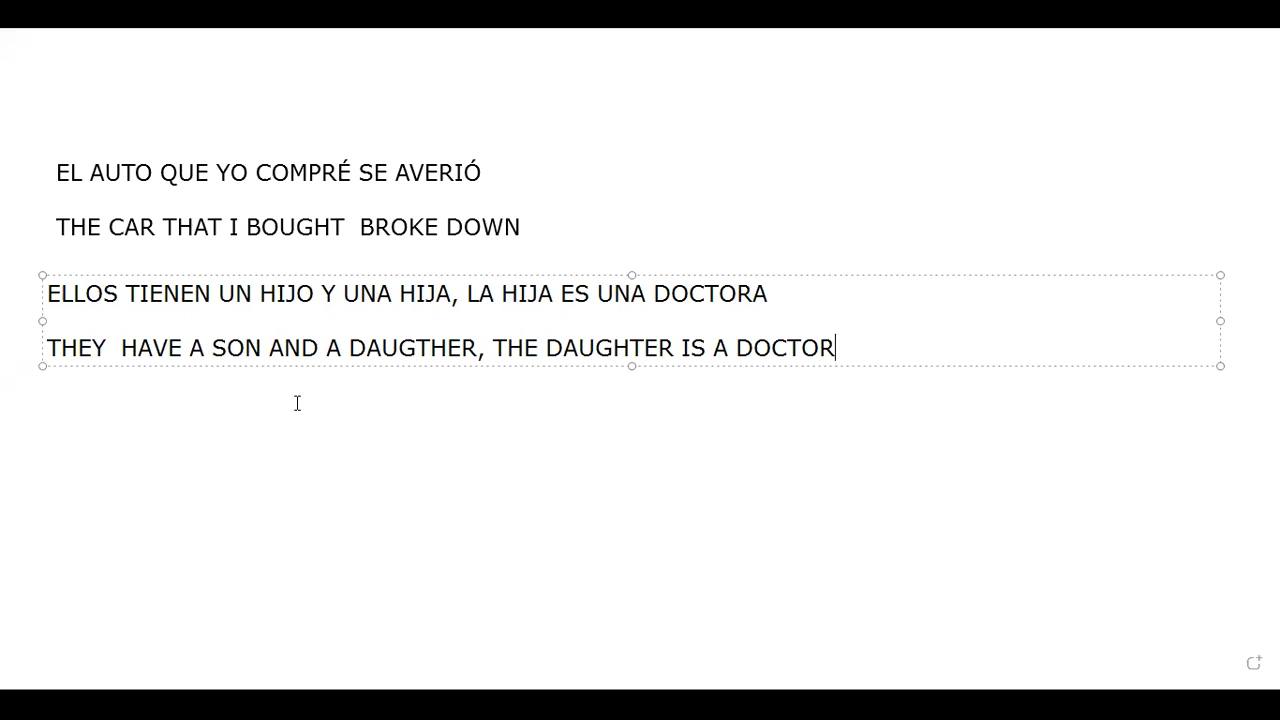 EL AUTO QUE YO COMPRÉ SE AVERIÓ
THE CAR THAT I BOUGHT  BROKE DOWN
ELLOS TIENEN UN HIJO Y UNA HIJA, LA HIJA ES UNA DOCTORA
THEY  HAVE A SON AND A DAUGTHER, THE DAUGHTER IS A DOCTOR